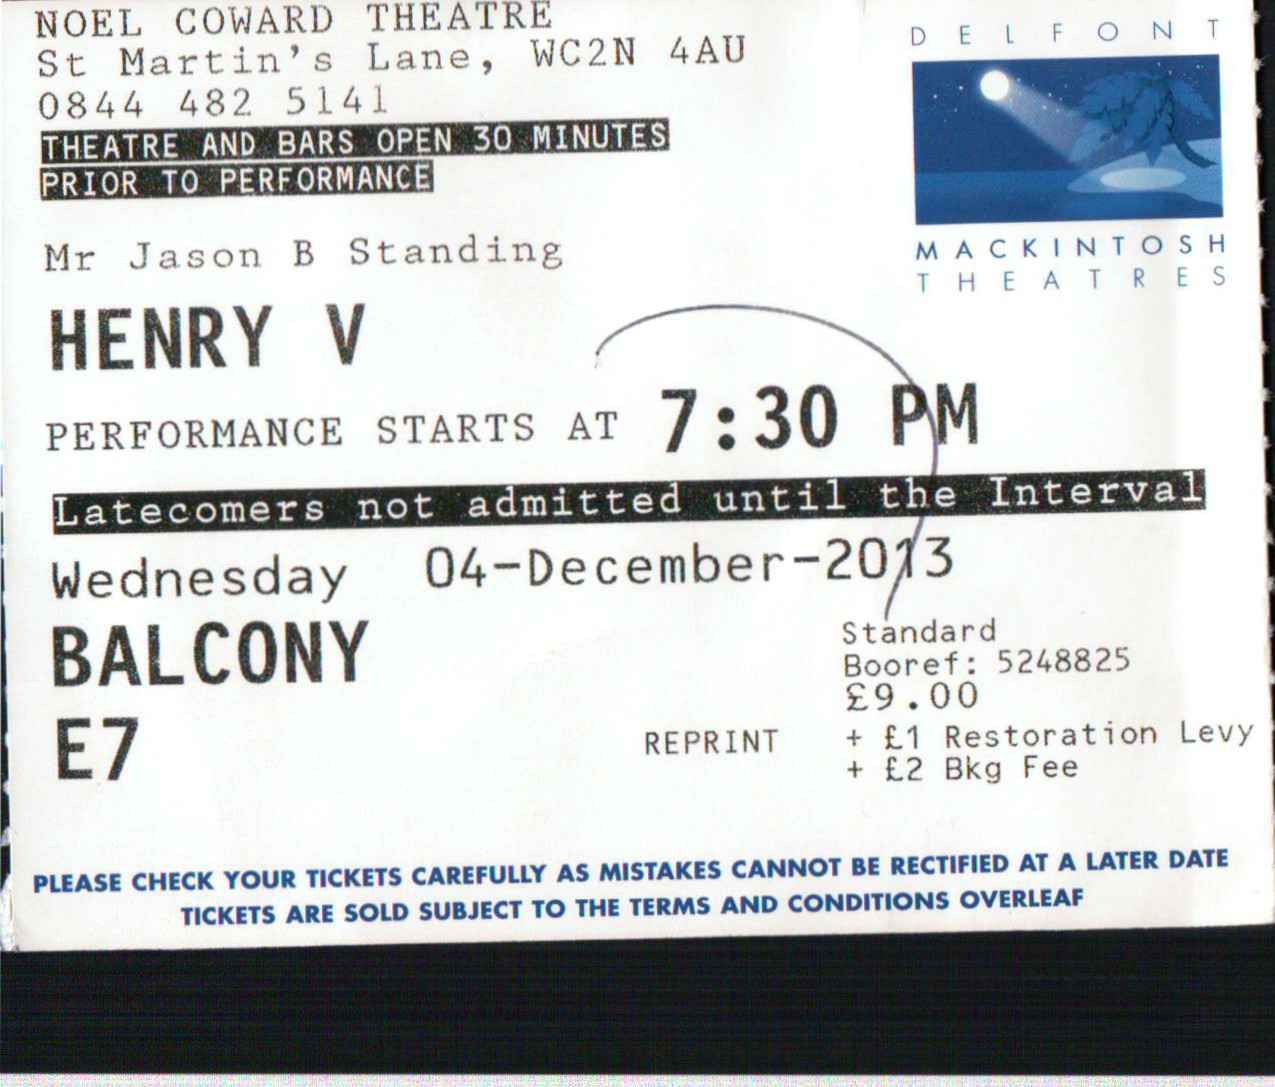 NOEL COWARD THEATRE
St Martin's Lane, WC2N 4AU
0844 482 5141
THEATRE AND BARS OPEN 30 MINUTES
PRIOR TO PERFORMANCE
DELFONT
MACKINTOSH
THEATRES
Mr Jason B Standing
HENRY V
PERFORMANCE STARTS AT 7:30 PM
Latecomers not admitted until the Interval
Wednesday 04-December-2013
BALCONY
E7
Standard
Booref: 5248825
£9.00
REPRINT + £1 Restoration Levy
+ £2 Bkg Fee
PLEASE CHECK YOUR TICKETS CAREFULLY AS MISTAKES CANNOT BE RECTIFIED AT A LATER DATE
TICKETS ARE SOLD SUBJECT TO THE TERMS AND CONDITIONS OVERLEAF